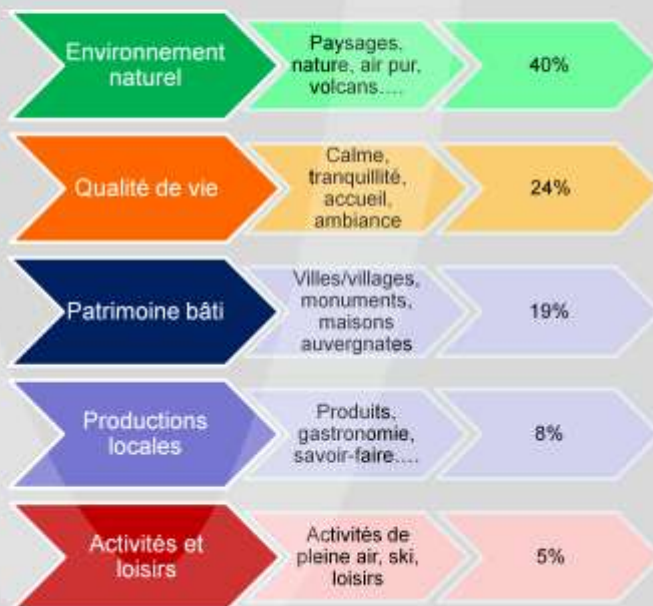 Environnement
naturel
Paysages,
nature, air pur,
volcans….
40%
Qualité de vie
Calme,
tranquillité,
accueil,
ambiance
24%
Patrimoine bâti
Villes/villages,
monuments,
maisons
auvergnates
19%
Productions
locales
Produits,
gastronomie,
savoir-faire….
8%
Activités et
loisirs
Activités de
pleine air, ski,
loisirs
5%